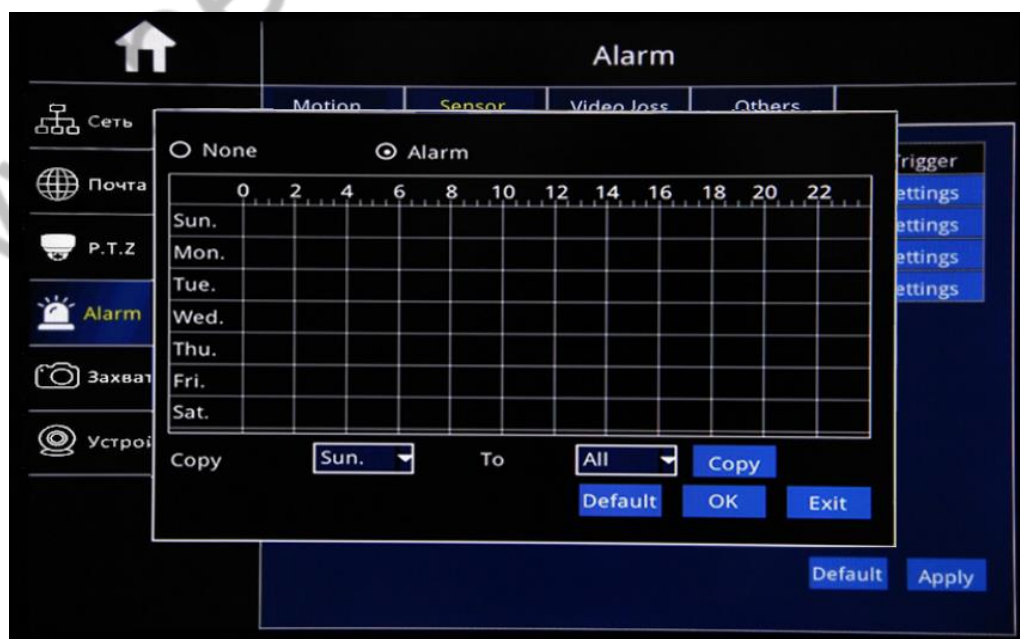 Alarm
Motion Sensor Video loss Others
Сеть
Почта
P.T.Z
Alarm
Захват
Устрой
None Alarm
0 2 4 6 8 10 12 14 16 18 20 22
Sun.
Mon.
Tue.
Wed.
Thu.
Fri.
Sat.
Copy Sun. To All Copy
Default OK Exit
Trigger
ettings
ettings
ettings
ettings
Default Apply